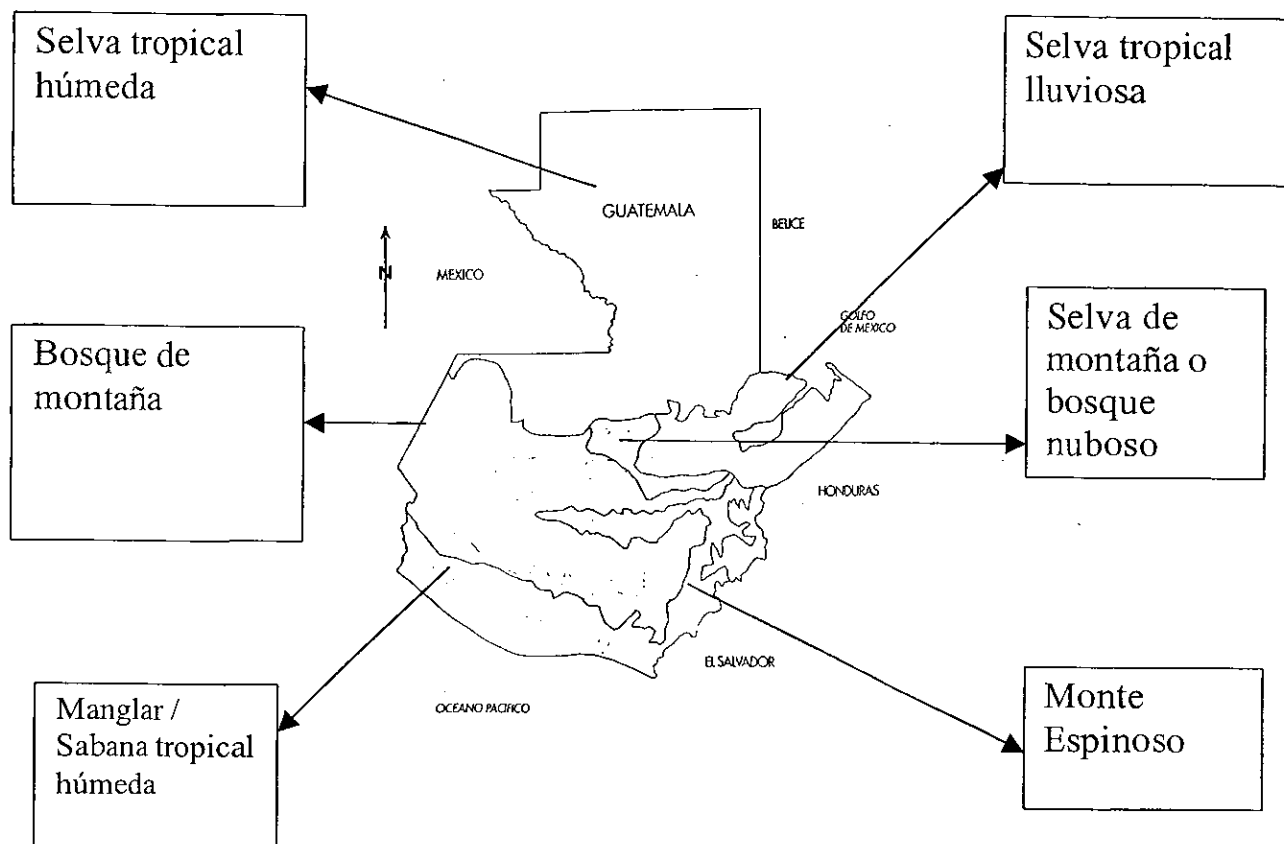 Selva tropical
húmeda
Selva tropical
lluviosa
GUATEMALA
BELICE
N
MEXICO
GOLFO
DE MEXICO
Bosque de
montaña
Selva de
montaña o
bosque
nuboso
HONDURAS
EL SALVADOR
OCEANO PACIFICO
Manglar /
Sabana tropical
húmeda
Monte
Espinoso